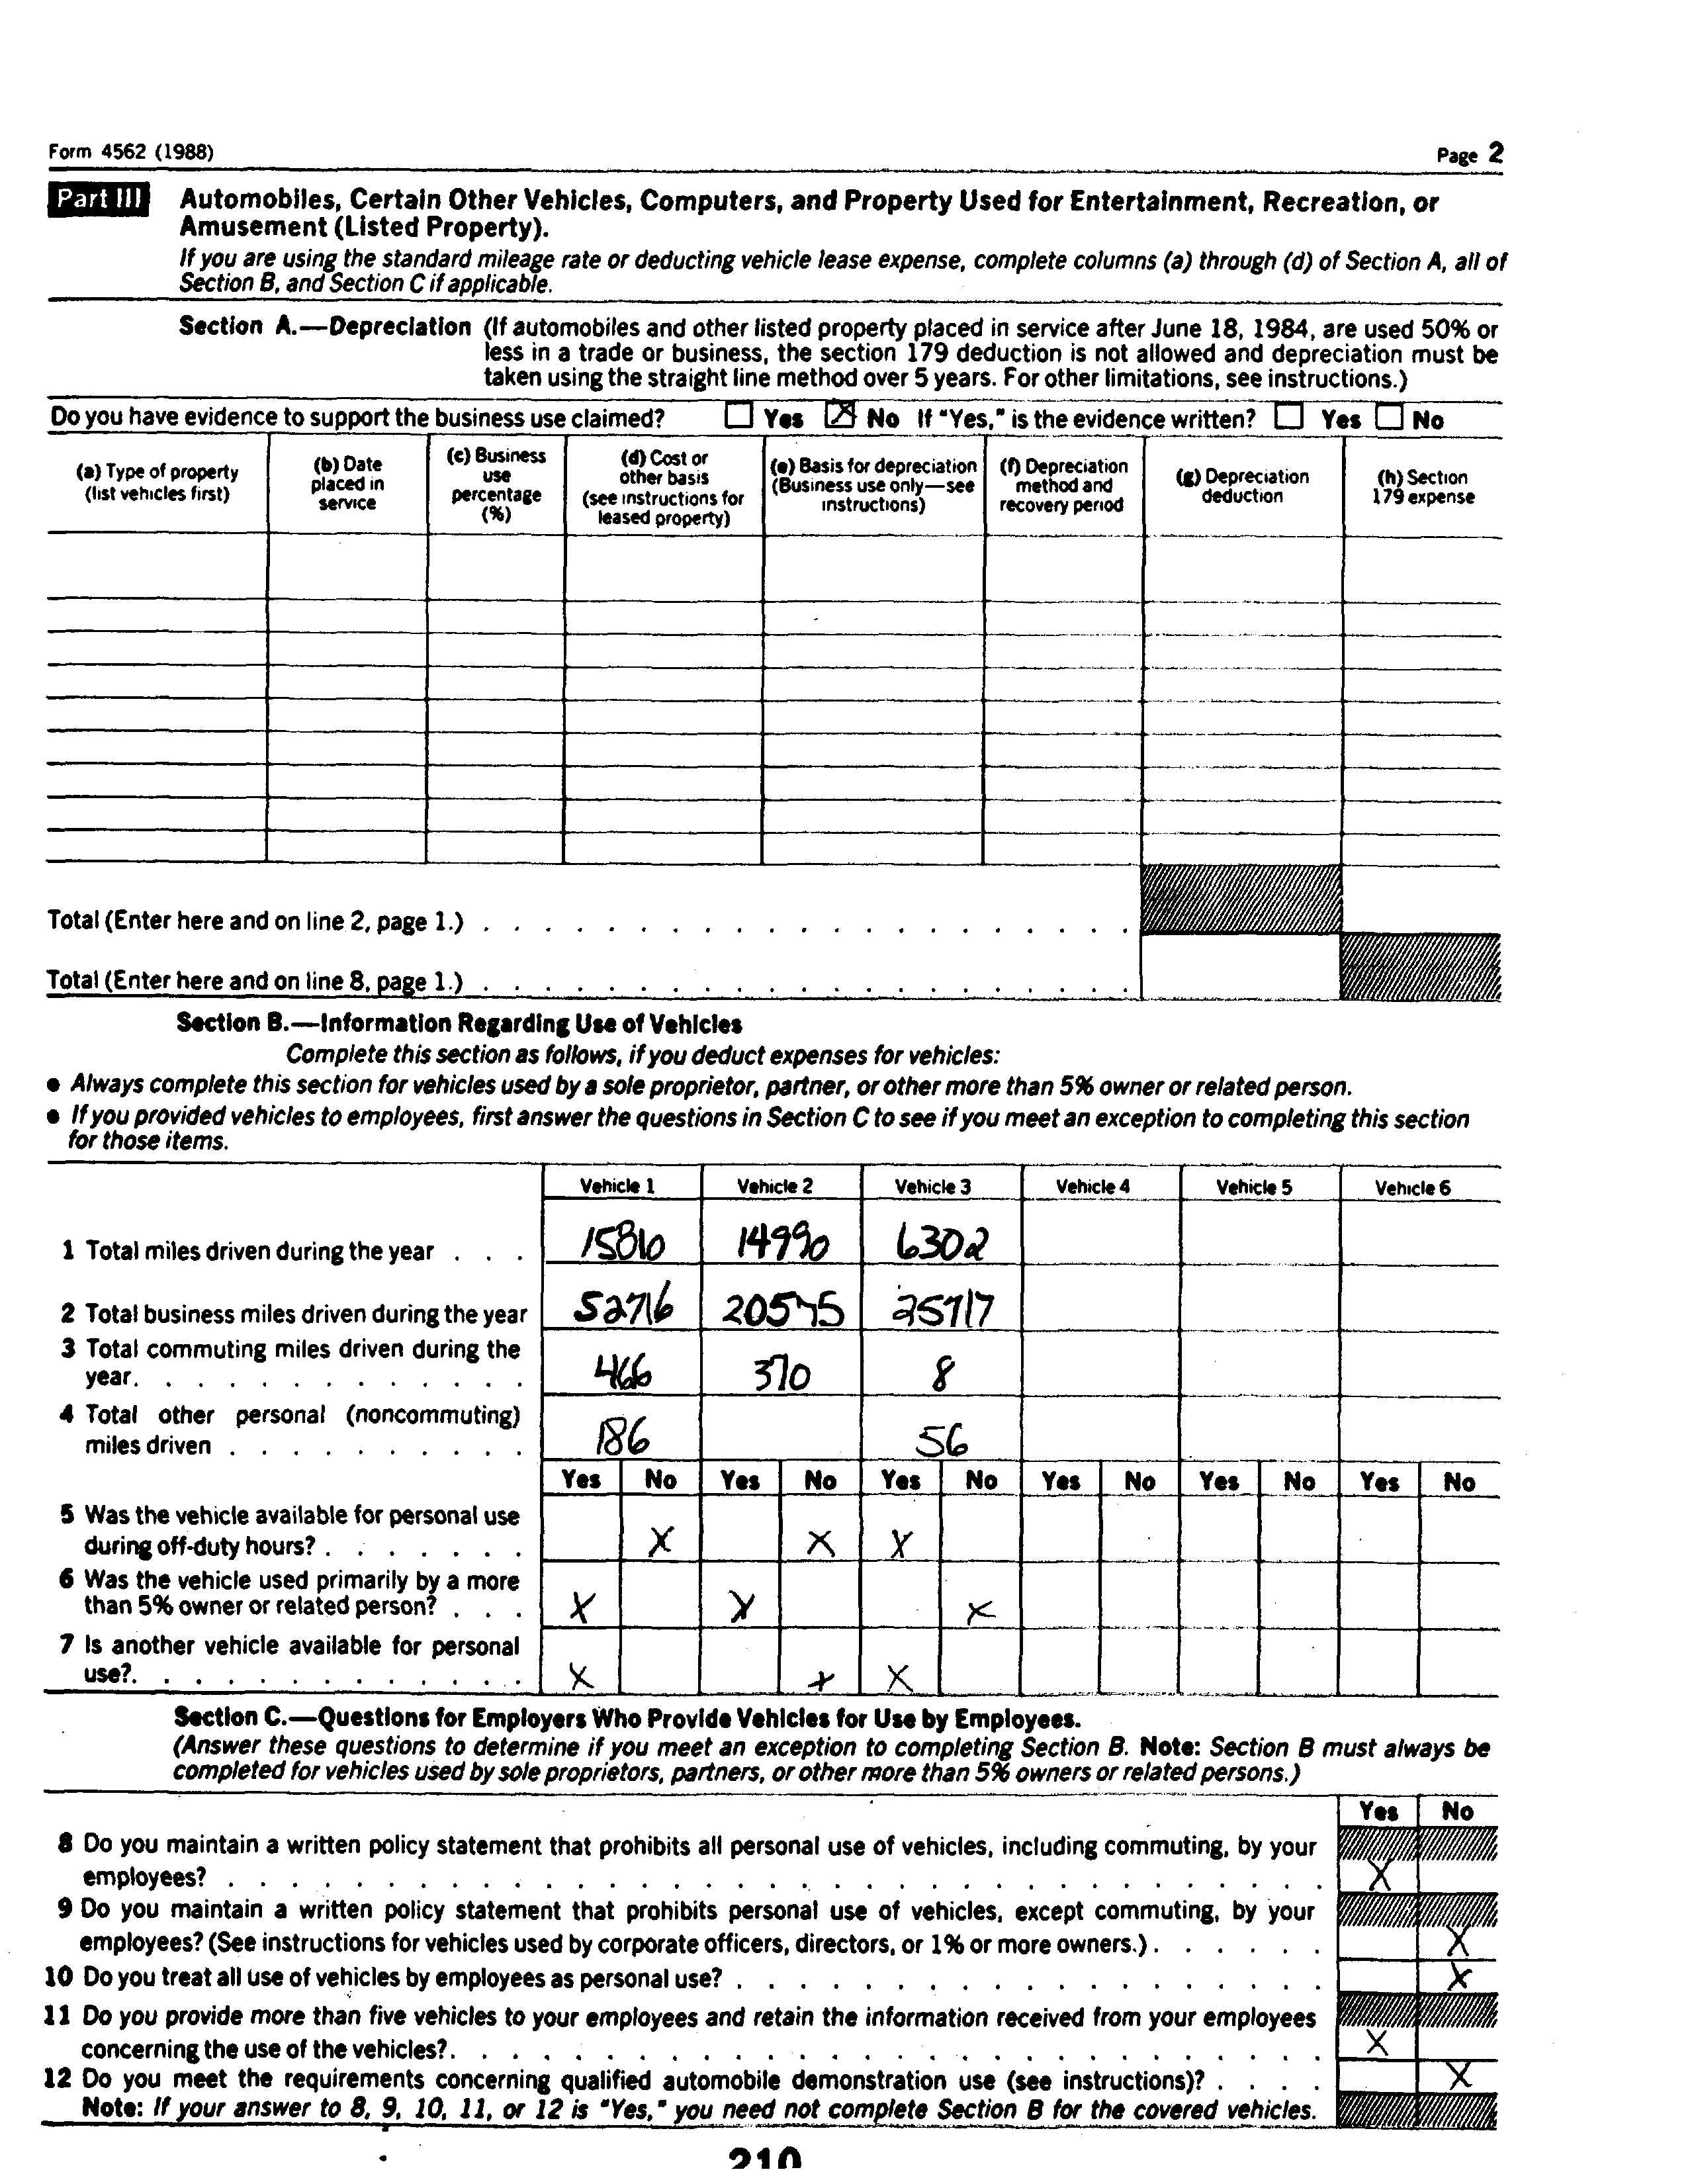 Form 4562 (1988) Page 2
Part III Automobiles, Certain Other Vehicles, Computers, and Property Used for Entertainment, Recreation, or
Amusement (Listed Property).
If you are using the standard mileage rate or deducting vehicle lease expense, complete columns (a) through (d) of Section A, all of
Section B, and Section C if applicable.
Section A.—Depreciation (If automobiles and other listed property placed in service after June 18, 1984, are used 50% or
less in a trade or business, the section 179 deduction is not allowed and depreciation must be
taken using the straight line method over 5 years. For other limitations, see instructions.)
Do you have evidence to support the business use claimed? Yes X No If "Yes," is the evidence written? Yes No
(a) Type of property
(list vehicles first)
(b) Date
placed in
service
(c) Business
use
percentage
(%)
(d) Cost or
other basis
(see instructions for
leased property)
(e) Basis for depreciation
(Business use only—see
instructions)
(f) Depreciation
method and
recovery period
(g) Depreciation
deduction
(h) Section
179 expense
Total (Enter here and on line 2, page 1.) . . . . . . . . . . . . . . . . . . . . .
Total (Enter here and on line 8, page 1.) . . . . . . . . . . . . . . . . . . . . .
Section B.—Information Regarding Use of Vehicles
Complete this section as follows, if you deduct expenses for vehicles:
● Always complete this section for vehicles used by a sole proprietor, partner, or other more than 5% owner or related person.
● If you provided vehicles to employees, first answer the questions in Section C to see if you meet an exception to completing this section
for those items.
Vehicle 1 Vehicle 2 Vehicle 3 Vehicle 4 Vehicle 5 Vehicle 6
1 Total miles driven during the year . . . 15810 14990 6302
2 Total business miles driven during the year 52716 20575 25717
3 Total commuting miles driven during the
year. . . . . . . . . . . . . 466 370 8
4 Total other personal (noncommuting)
miles driven . . . . . . . . . . 186 56
Yes No Yes No Yes No Yes No Yes No Yes No
5 Was the vehicle available for personal use
during off-duty hours? . . . . . . . X X X
6 Was the vehicle used primarily by a more
than 5% owner or related person? . . . X X X
7 Is another vehicle available for personal
use?. . . . . . . . . . . . . X X X
Section C.—Questions for Employers Who Provide Vehicles for Use by Employees.
(Answer these questions to determine if you meet an exception to completing Section B. Note: Section B must always be
completed for vehicles used by sole proprietors, partners, or other more than 5% owners or related persons.)
Yes No
8 Do you maintain a written policy statement that prohibits all personal use of vehicles, including commuting, by your
employees? . . . . . . . . . . . . . . . . . . . . . . . . . . . . . . . . . . . X
9 Do you maintain a written policy statement that prohibits personal use of vehicles, except commuting, by your
employees? (See instructions for vehicles used by corporate officers, directors, or 1% or more owners.) . . . . . . X
10 Do you treat all use of vehicles by employees as personal use? . . . . . . . . . . . . . . . . . . . X
11 Do you provide more than five vehicles to your employees and retain the information received from your employees
concerning the use of the vehicles?. . . . . . . . . . . . . . . . . . . . . . . . . . . . X
12 Do you meet the requirements concerning qualified automobile demonstration use (see instructions)? . . . . X
Note: If your answer to 8, 9, 10, 11, or 12 is "Yes," you need not complete Section B for the covered vehicles.
210